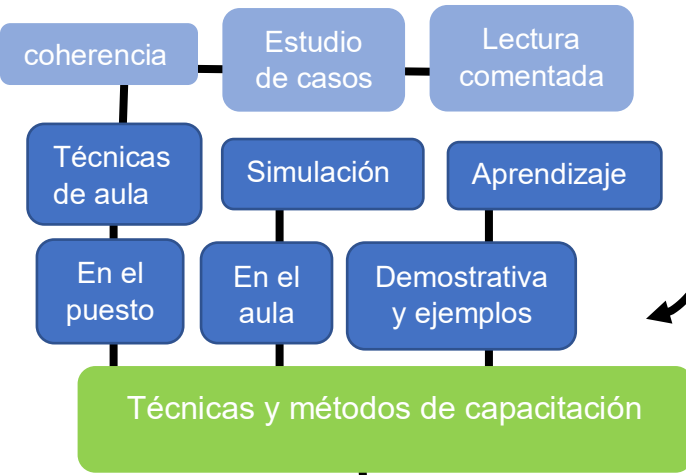 coherencia
Estudio
de casos
Lectura
comentada
Técnicas
de aula
Simulación
Aprendizaje
En el
puesto
En el
aula
Demostrativa
y ejemplos
Técnicas y métodos de capacitación